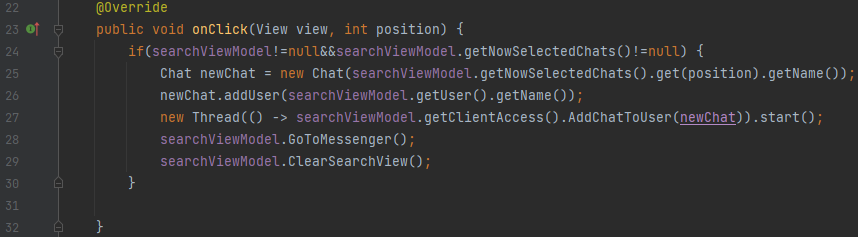 22 @Override
23 public void onClick(View view, int position) {
24 if(searchViewModel!=null&&searchViewModel.getNowSelectedChats()!=null) {
25 Chat newChat = new Chat(searchViewModel.getNowSelectedChats().get(position).getName());
26 newChat.addUser(searchViewModel.getUser().getName());
27 new Thread(() -> searchViewModel.getClientAccess().AddChatToUser(newChat)).start();
28 searchViewModel.GoToMessenger();
29 searchViewModel.ClearSearchView();
30 }
31
32 }